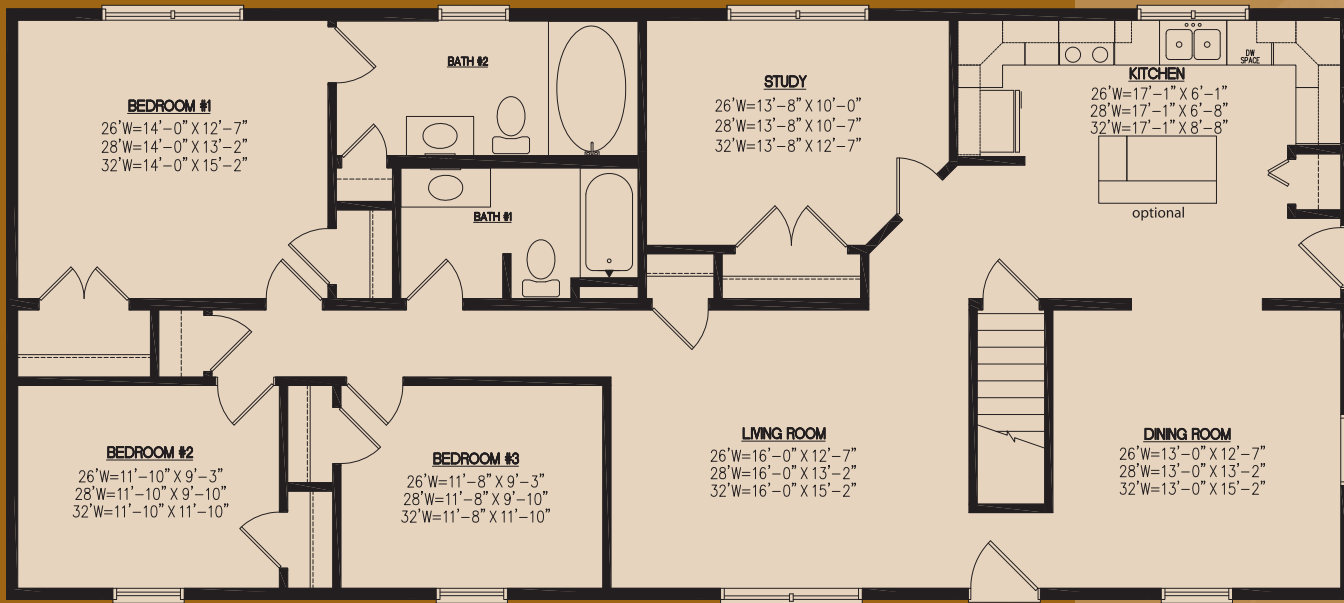 BEDROOM #1
26'W=14'-0" X 12'-7"
28'W=14'-0" X 13'-2"
32'W=14'-0" X 15'-2"
BATH #2
BATH #1
STUDY
26'W=13'-8" X 10'-0"
28'W=13'-8" X 10'-7"
32'W=13'-8" X 12'-7"
DW
SPACE
KITCHEN
26'W=17'-1" X 6'-1"
28'W=17'-1" X 6'-8"
32'W=17'-1" X 8'-8"
optional
BEDROOM #2
26'W=11'-10" X 9'-3"
28'W=11'-10" X 9'-10"
32'W=11'-10" X 11'-10"
BEDROOM #3
26'W=11'-8" X 9'-3"
28'W=11'-8" X 9'-10"
32'W=11'-8" X 11'-10"
LIVING ROOM
26'W=16'-0" X 12'-7"
28'W=16'-0" X 13'-2"
32'W=16'-0" X 15'-2"
DINING ROOM
26'W=13'-0" X 12'-7"
28'W=13'-0" X 13'-2"
32'W=13'-0" X 15'-2"